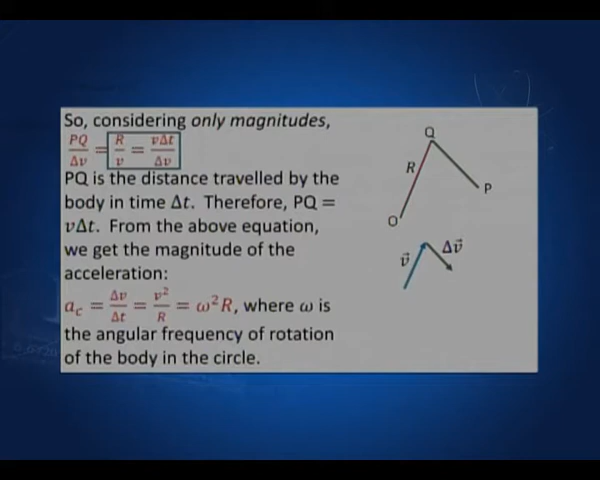 So, considering only magnitudes,
PQ/Δv = R/v = vΔt/Δv
PQ is the distance travelled by the
body in time Δt. Therefore, PQ =
vΔt. From the above equation,
we get the magnitude of the
acceleration:
a_c = Δv/Δt = v²/R = ω²R, where ω is
the angular frequency of rotation
of the body in the circle.
Q
R
P
O
v⃗
Δv⃗